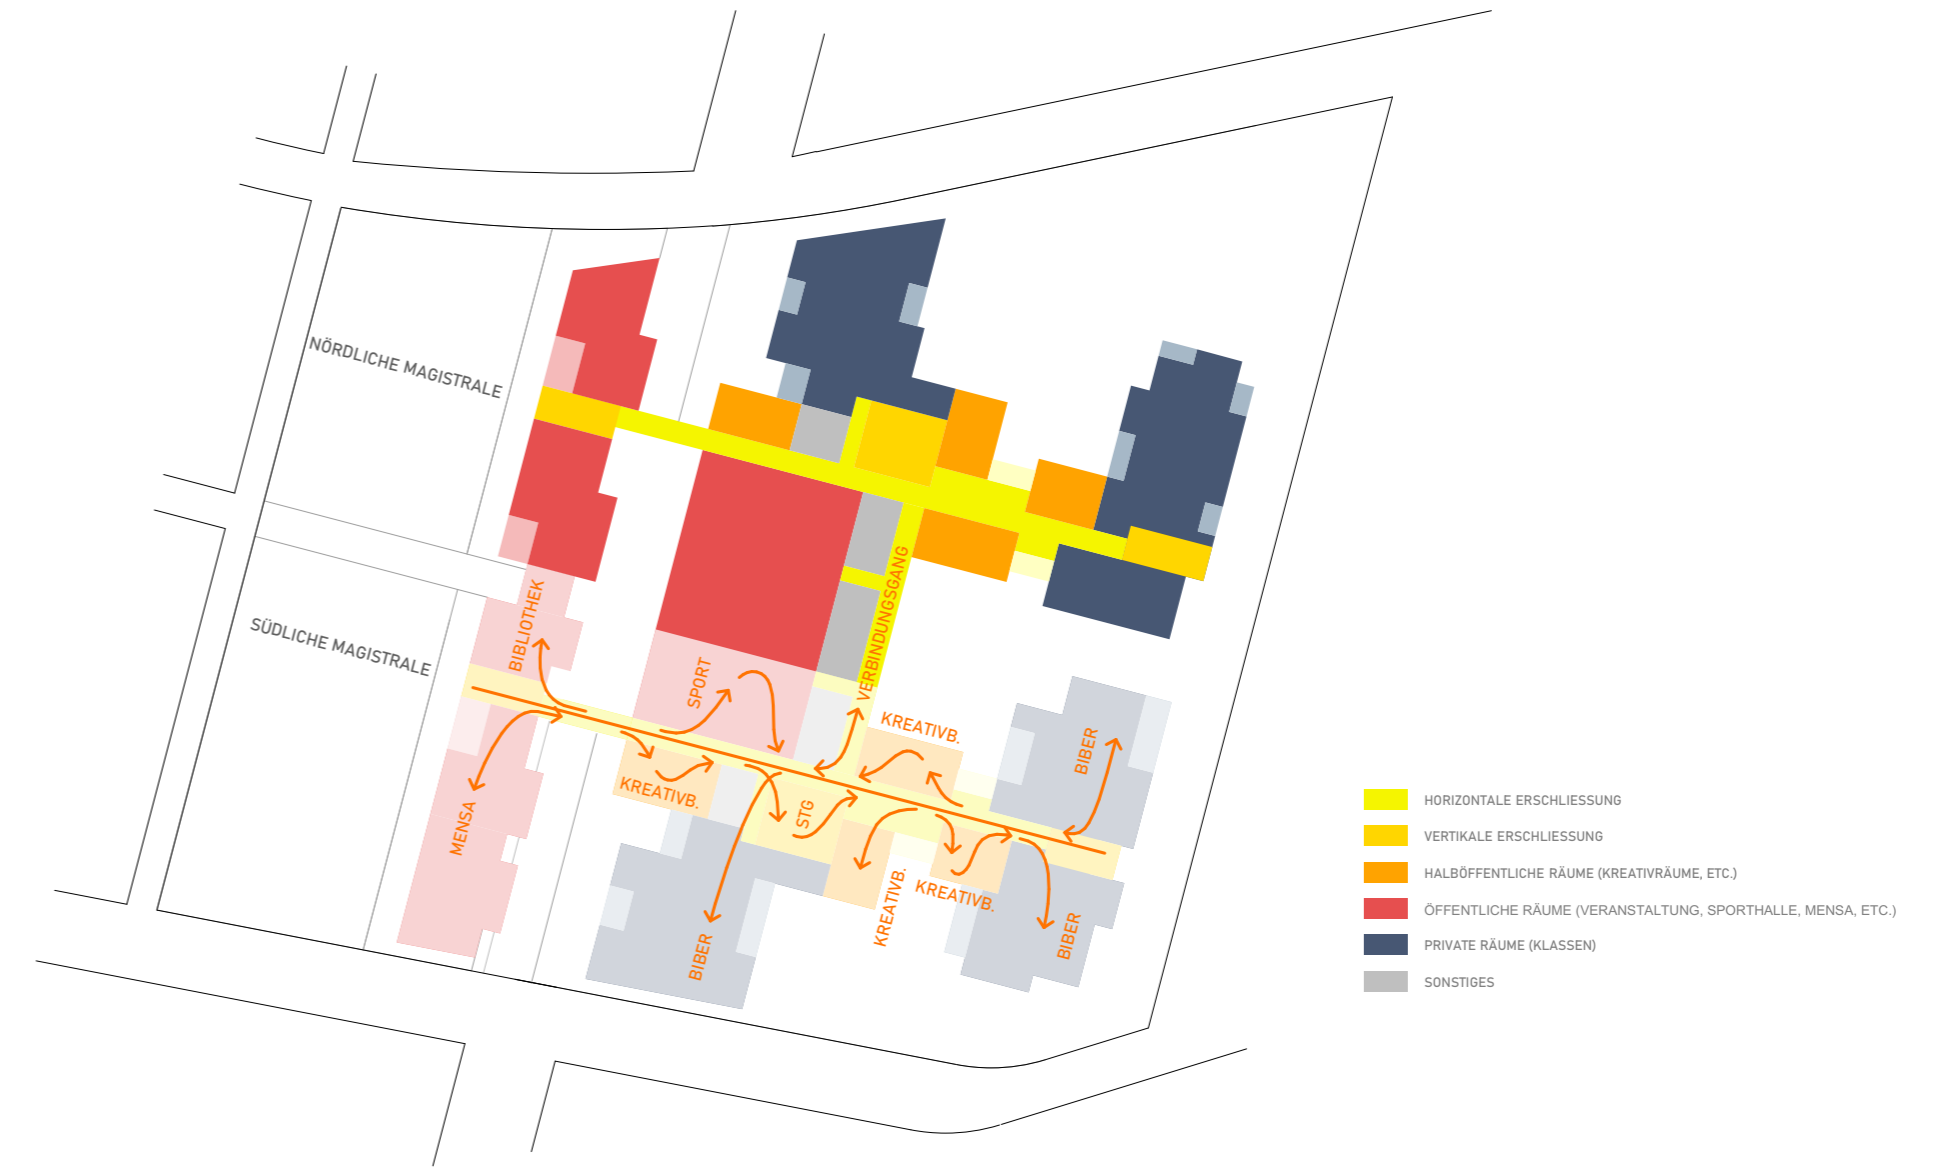 NÖRDLICHE MAGISTRALE
SÜDLICHE MAGISTRALE
BIBLIOTHEK
SPORT
VERBINDUNGSGANG
KREATIVB.
BIBER
KREATIVB.
STG
MENSA
KREATIVB.
KREATIVB.
BIBER
BIBER
HORIZONTALE ERSCHLIESSUNG
VERTIKALE ERSCHLIESSUNG
HALBÖFFENTLICHE RÄUME (KREATIVRÄUME, ETC.)
ÖFFENTLICHE RÄUME (VERANSTALTUNG, SPORTHALLE, MENSA, ETC.)
PRIVATE RÄUME (KLASSEN)
SONSTIGES